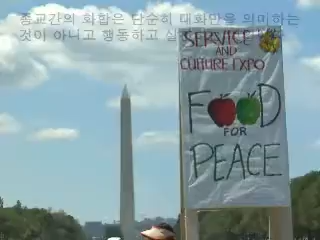 종교간의 화합은 단순히 대화만을 의미하는
것이 아니고 행동하고
SERVICE
AND
CULTURE EXPO
FOOD
FOR
PEACE